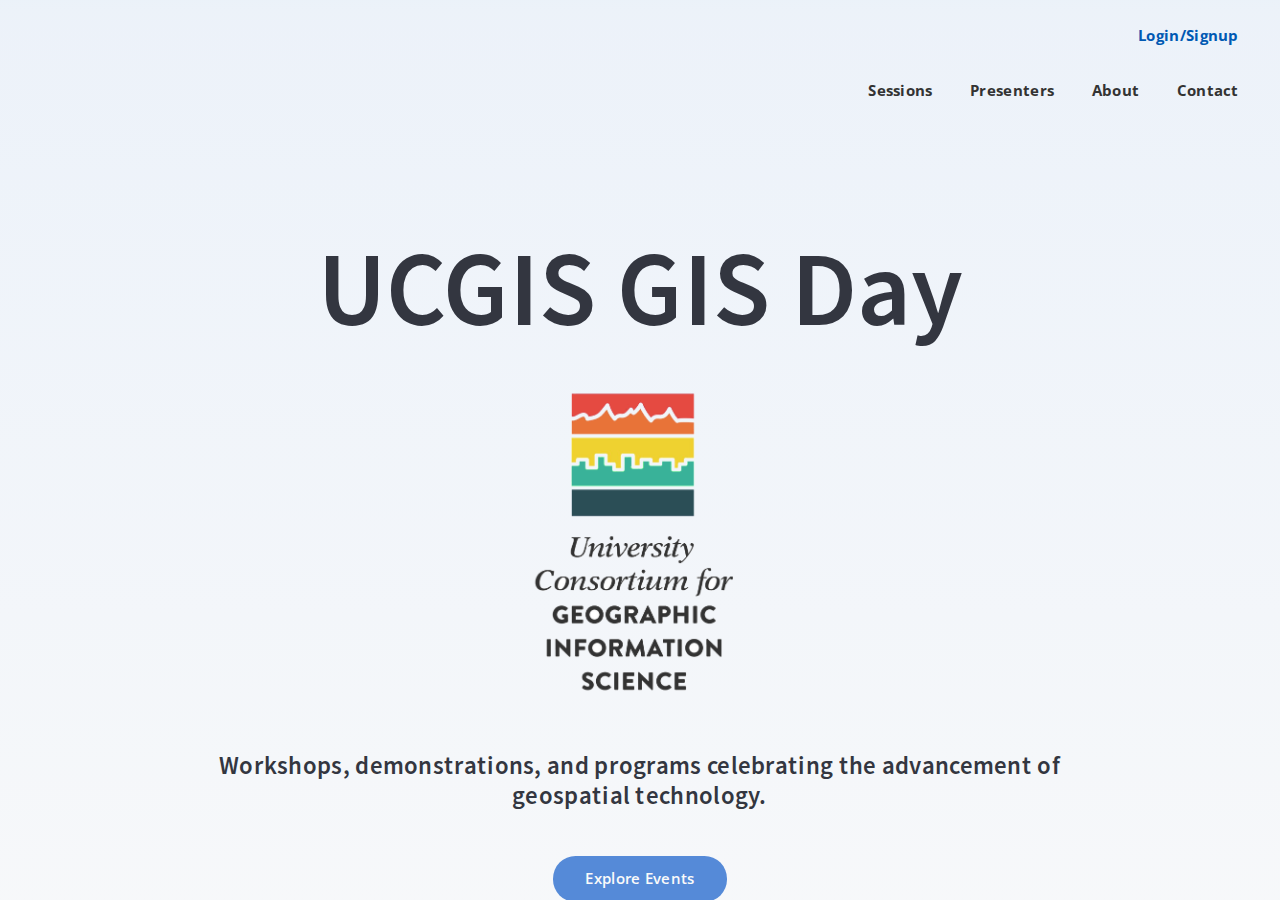 Login/Signup
Sessions Presenters About Contact
UCGIS GIS Day
University
Consortium for
GEOGRAPHIC
INFORMATION
SCIENCE
Workshops, demonstrations, and programs celebrating the advancement of
geospatial technology.
Explore Events